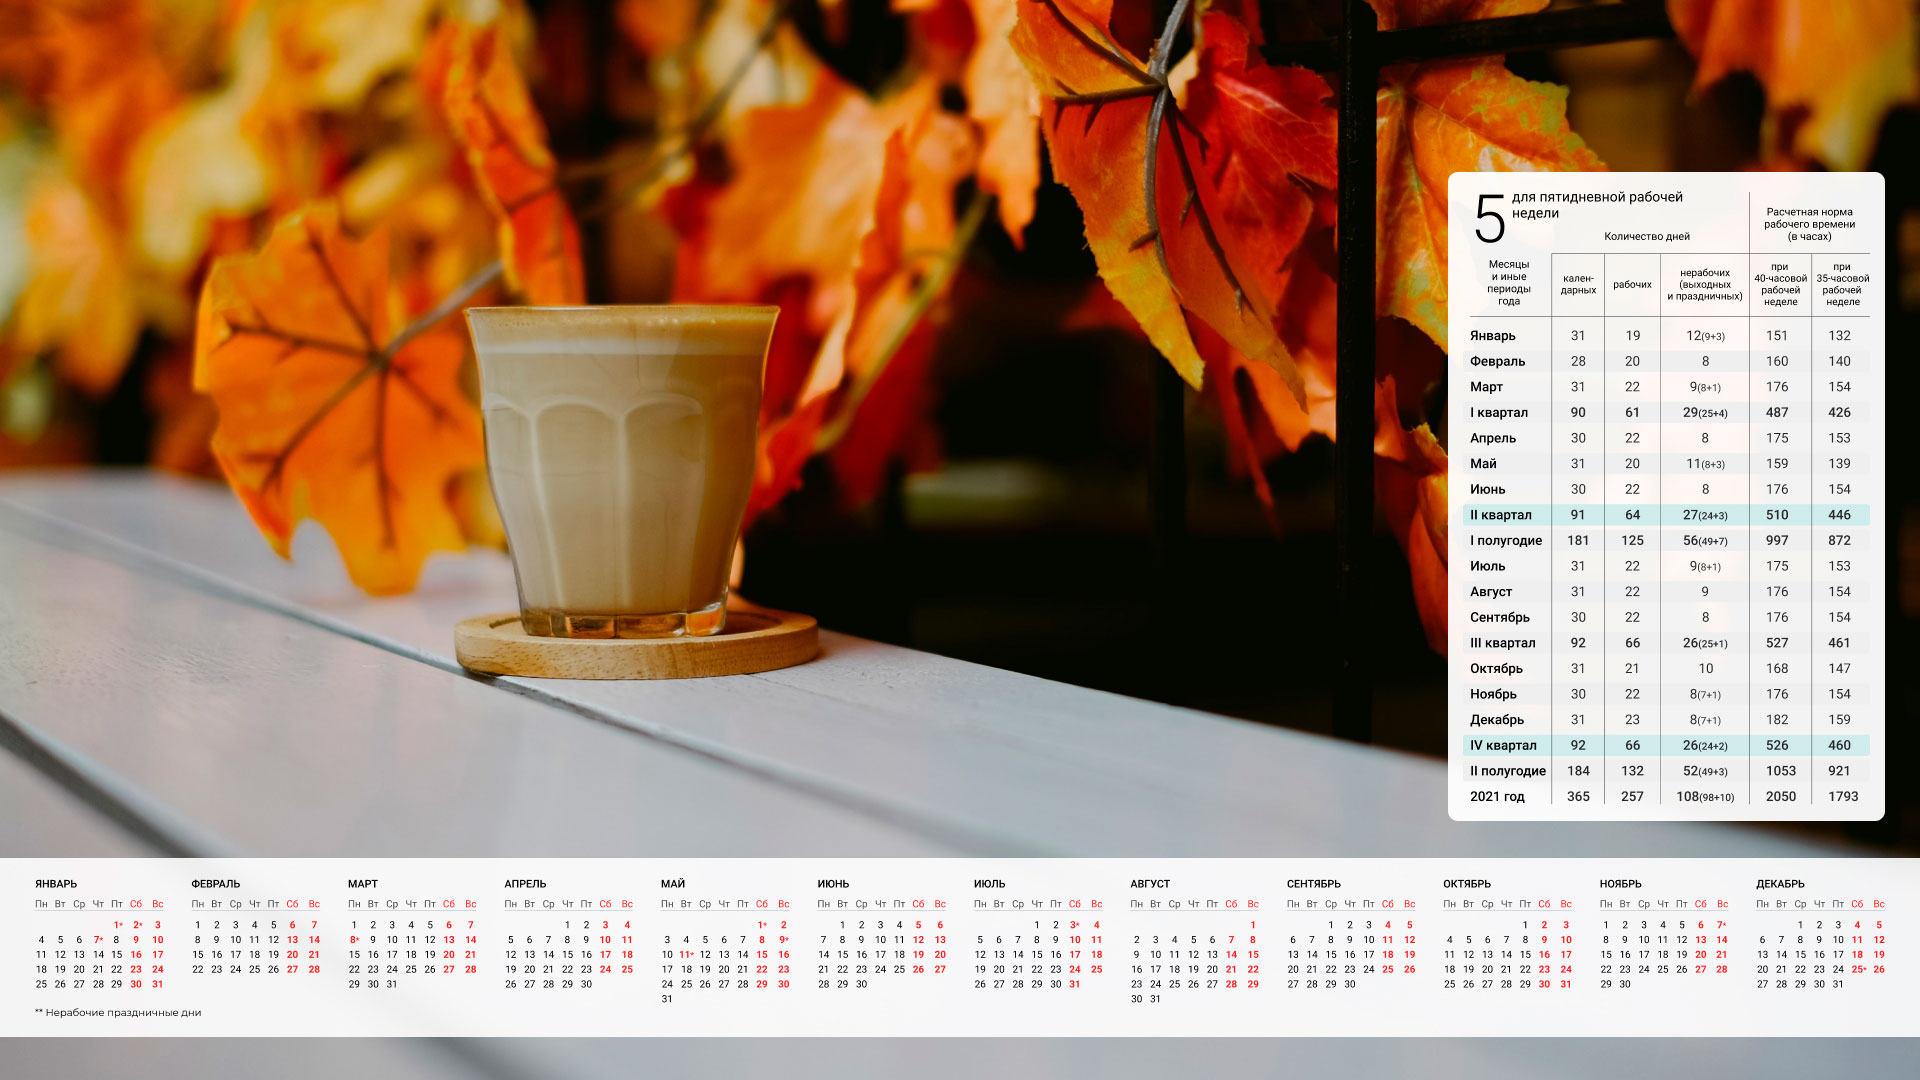 5 для пятидневной рабочей
недели
Количество дней
Расчетная норма
рабочего времени
(в часах)
Месяцы
и иные
периоды
года
кален-
дарных
рабочих
нерабочих
(выходных
и праздничных)
при
40-часовой
рабочей
неделе
при
35-часовой
рабочей
неделе
Январь 31 19 12(9+3) 151 132
Февраль 28 20 8 160 140
Март 31 22 9(8+1) 176 154
I квартал 90 61 29(25+4) 487 426
Апрель 30 22 8 175 153
Май 31 20 11(8+3) 159 139
Июнь 30 22 8 176 154
II квартал 91 64 27(24+3) 510 446
I полугодие 181 125 56(49+7) 997 872
Июль 31 22 9(8+1) 175 153
Август 31 22 9 176 154
Сентябрь 30 22 8 176 154
III квартал 92 66 26(25+1) 527 461
Октябрь 31 21 10 168 147
Ноябрь 30 22 8(7+1) 176 154
Декабрь 31 23 8(7+1) 182 159
IV квартал 92 66 26(24+2) 526 460
II полугодие 184 132 52(49+3) 1053 921
2021 год 365 257 108(98+10) 2050 1793
ЯНВАРЬ
Пн Вт Ср Чт Пт Сб Вс
1* 2* 3
4 5 6 7* 8 9 10
11 12 13 14 15 16 17
18 19 20 21 22 23 24
25 26 27 28 29 30 31
ФЕВРАЛЬ
Пн Вт Ср Чт Пт Сб Вс
1 2 3 4 5 6 7
8 9 10 11 12 13 14
15 16 17 18 19 20 21
22 23 24 25 26 27 28
МАРТ
Пн Вт Ср Чт Пт Сб Вс
1 2 3 4 5 6 7
8* 9 10 11 12 13 14
15 16 17 18 19 20 21
22 23 24 25 26 27 28
29 30 31
АПРЕЛЬ
Пн Вт Ср Чт Пт Сб Вс
1 2 3 4
5 6 7 8 9 10 11
12 13 14 15 16 17 18
19 20 21 22 23 24 25
26 27 28 29 30
МАЙ
Пн Вт Ср Чт Пт Сб Вс
1* 2
3 4 5 6 7 8 9*
10 11* 12 13 14 15 16
17 18 19 20 21 22 23
24 25 26 27 28 29 30
31
ИЮНЬ
Пн Вт Ср Чт Пт Сб Вс
1 2 3 4 5 6
7 8 9 10 11 12 13
14 15 16 17 18 19 20
21 22 23 24 25 26 27
28 29 30
ИЮЛЬ
Пн Вт Ср Чт Пт Сб Вс
1 2 3* 4
5 6 7 8 9 10 11
12 13 14 15 16 17 18
19 20 21 22 23 24 25
26 27 28 29 30 31
АВГУСТ
Пн Вт Ср Чт Пт Сб Вс
1
2 3 4 5 6 7 8
9 10 11 12 13 14 15
16 17 18 19 20 21 22
23 24 25 26 27 28 29
30 31
СЕНТЯБРЬ
Пн Вт Ср Чт Пт Сб Вс
1 2 3 4 5
6 7 8 9 10 11 12
13 14 15 16 17 18 19
20 21 22 23 24 25 26
27 28 29 30
ОКТЯБРЬ
Пн Вт Ср Чт Пт Сб Вс
1 2 3
4 5 6 7 8 9 10
11 12 13 14 15 16 17
18 19 20 21 22 23 24
25 26 27 28 29 30 31
НОЯБРЬ
Пн Вт Ср Чт Пт Сб Вс
1 2 3 4 5 6 7*
8 9 10 11 12 13 14
15 16 17 18 19 20 21
22 23 24 25 26 27 28
29 30
ДЕКАБРЬ
Пн Вт Ср Чт Пт Сб Вс
1 2 3 4 5
6 7 8 9 10 11 12
13 14 15 16 17 18 19
20 21 22 23 24 25* 26
27 28 29 30 31
** Нерабочие праздничные дни